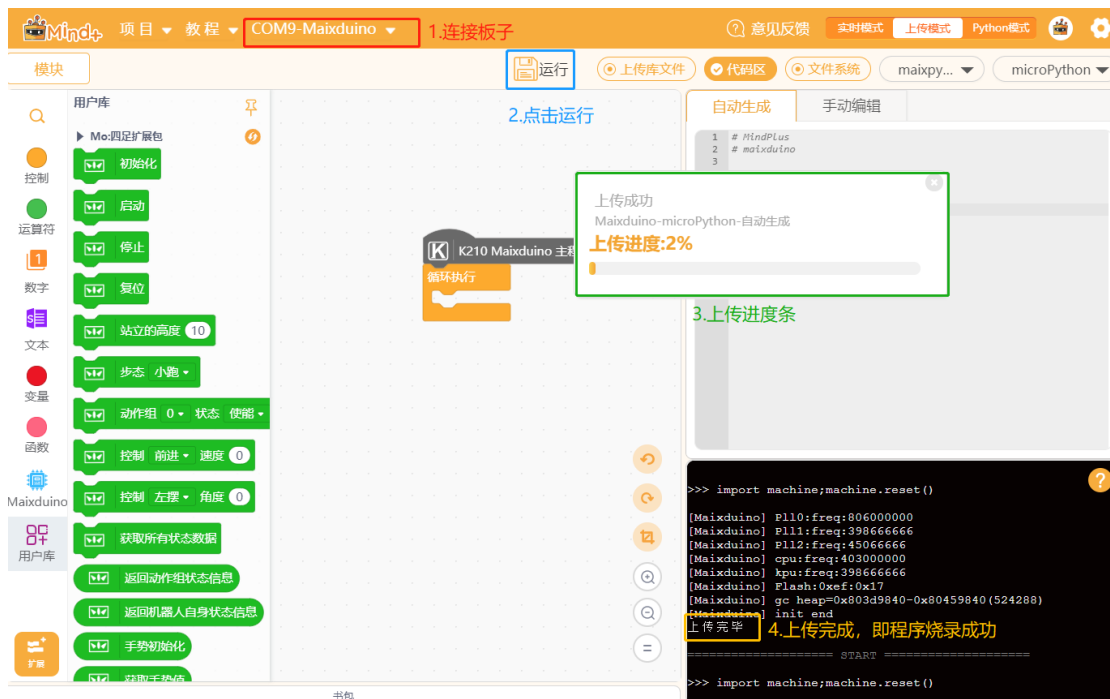 Mind+ 项目 教程 COM9-Maixduino 1.连接板子 意见反馈 实时模式 上传模式 Python模式
模块 运行 上传库文件 代码区 文件系统 maixpy... microPython
2.点击运行
用户库
Mo:四足扩展包
控制
运算符
数字
文本
变量
函数
Maixduino
用户库
扩展
初始化
启动
停止
复位
站立的高度 10
步态 小跑
动作组 0 状态 使能
控制 前进 速度 0
控制 左摆 角度 0
获取所有状态数据
返回动作组状态信息
返回机器人自身状态信息
手势初始化
获取手势值
K210 Maixduino 主程
循环执行
书包
自动生成 手动编辑
1 # MindPlus
2 # maixduino
3
上传成功
Maixduino-microPython-自动生成
上传进度:2%
3.上传进度条
>>> import machine;machine.reset()
[Maixduino] Pll0:freq:806000000
[Maixduino] Pll1:freq:398666666
[Maixduino] Pll2:freq:45066666
[Maixduino] cpu:freq:403000000
[Maixduino] kpu:freq:398666666
[Maixduino] Flash:0xef:0x17
[Maixduino] gc heap=0x803d9840-0x80459840(524288)
[Maixduino] init end
上传完毕 4.上传完成，即程序烧录成功
===================== START =====================
>>> import machine;machine.reset()